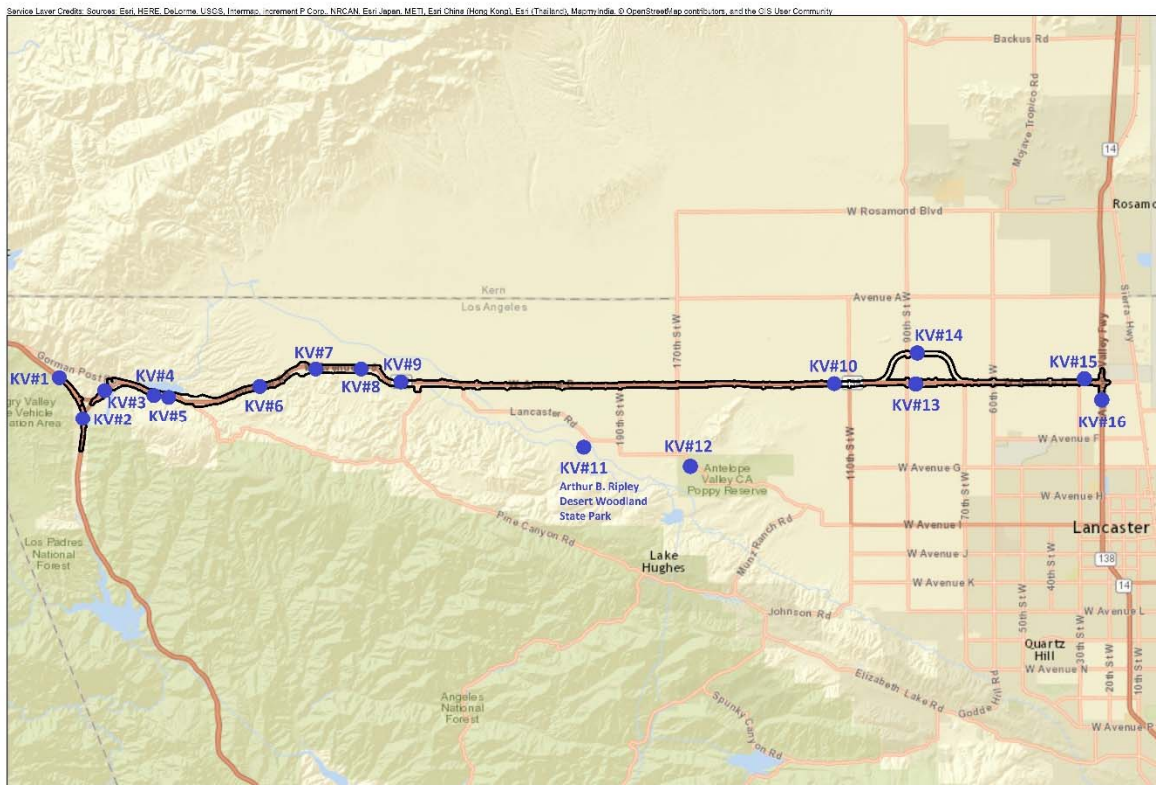 Service Layer Credits: Sources: Esri, HERE, DeLorme, USGS, Intermap, increment P Corp., NRCAN, Esri Japan, METI, Esri China (Hong Kong), Esri (Thailand), MapmyIndia, © OpenStreetMap contributors, and the GIS User Community
Backus Rd
Mojave Tropico Rd
14
W Rosamond Blvd
Rosamo
Kern
Los Angeles
Avenue A
170th St W
90th St W
Sierra Hwy
Valley Fwy
KV#14
KV#7
KV#9
KV#10
KV#15
Gorman Post
KV#1
KV#4
KV#8
KV#3
KV#5
KV#6
KV#13
60th St W
KV#16
KV#2
Lancaster Rd
190th St W
110th St W
W Avenue F
KV#11
KV#12
Arthur B. Ripley
Desert Woodland
State Park
Antelope
Valley CA
Poppy Reserve
W Avenue G
70th St W
W Avenue H
Pine Canyon Rd
Munz Ranch Rd
W Avenue I
Lancaster
Los Padres
National
Forest
Lake
Hughes
W Avenue J
138
40th St W
W Avenue K
14
Johnson Rd
50th St W
W Avenue L
Quartz
Hill
30th St W
20th St W
10th St W
W Avenue N
Elizabeth Lake Rd
Godde Hill Rd
Angeles
National
Forest
Spunky Canyon Rd
W Avenue P